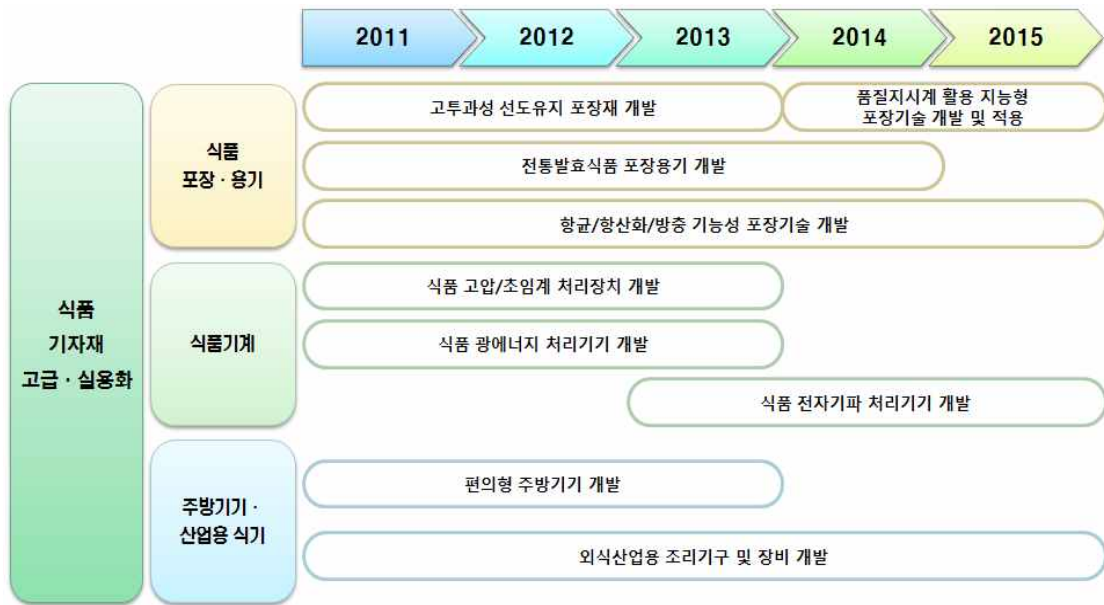 2011
2012
2013
2014
2015
식품
기자재
고급 · 실용화
식품
포장 · 용기
고투과성 선도유지 포장재 개발
품질지시계 활용 지능형
포장기술 개발 및 적용
전통발효식품 포장용기 개발
항균/항산화/방충 기능성 포장기술 개발
식품기계
식품 고압/초임계 처리장치 개발
식품 광에너지 처리기기 개발
식품 전자기파 처리기기 개발
주방기기 ·
산업용 식기
편의형 주방기기 개발
외식산업용 조리기구 및 장비 개발